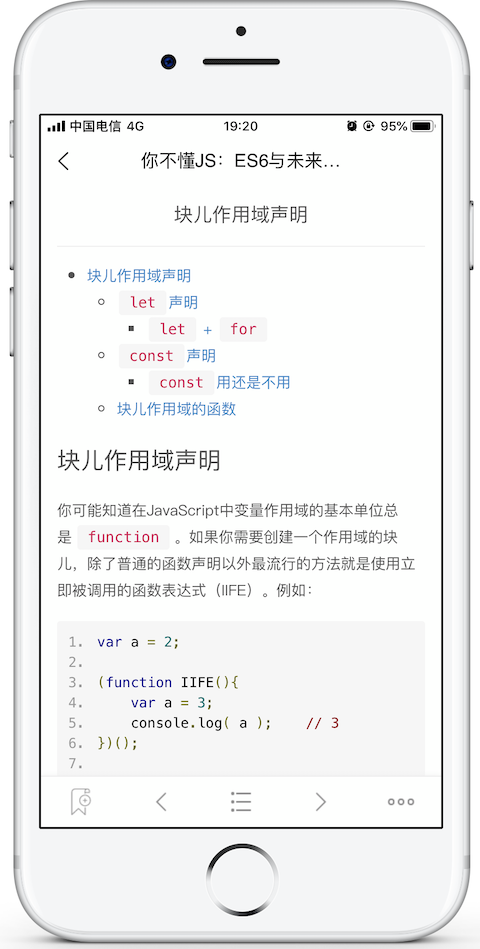 中国电信 4G 19:20 95%
你不懂JS：ES6与未来...
块儿作用域声明
块儿作用域声明
let 声明
let + for
const 声明
const 用还是不用
块儿作用域的函数
块儿作用域声明
你可能知道在JavaScript中变量作用域的基本单位总
是 function 。如果你需要创建一个作用域的块
儿，除了普通的函数声明以外最流行的方法就是使用立
即被调用的函数表达式（IIFE）。例如：
1. var a = 2;
2.
3. (function IIFE(){
4.     var a = 3;
5.     console.log( a );    // 3
6. })();
7.